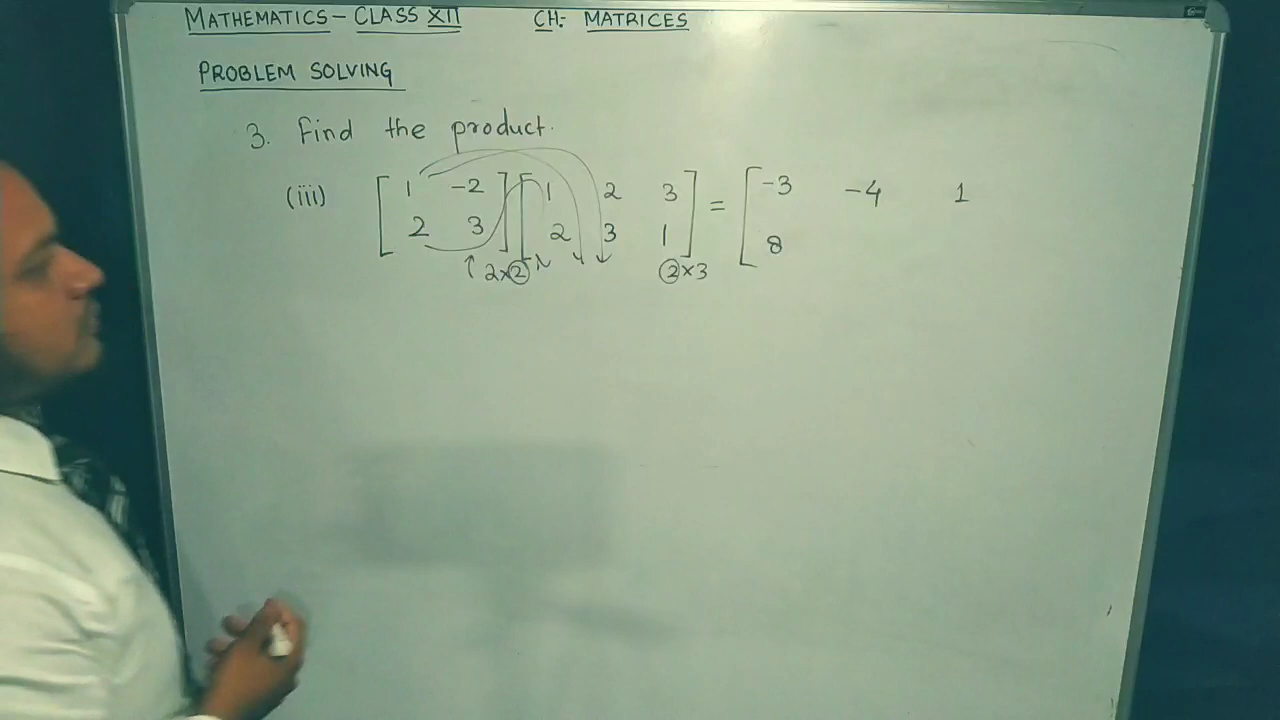 MATHEMATICS - CLASS XII CH: MATRICES
PROBLEM SOLVING
3. Find the product.
(iii) [ 1 -2 ] [ 1 2 3 ] = [ -3 -4 1
2 3 2 3 1 8
2×2 2×3